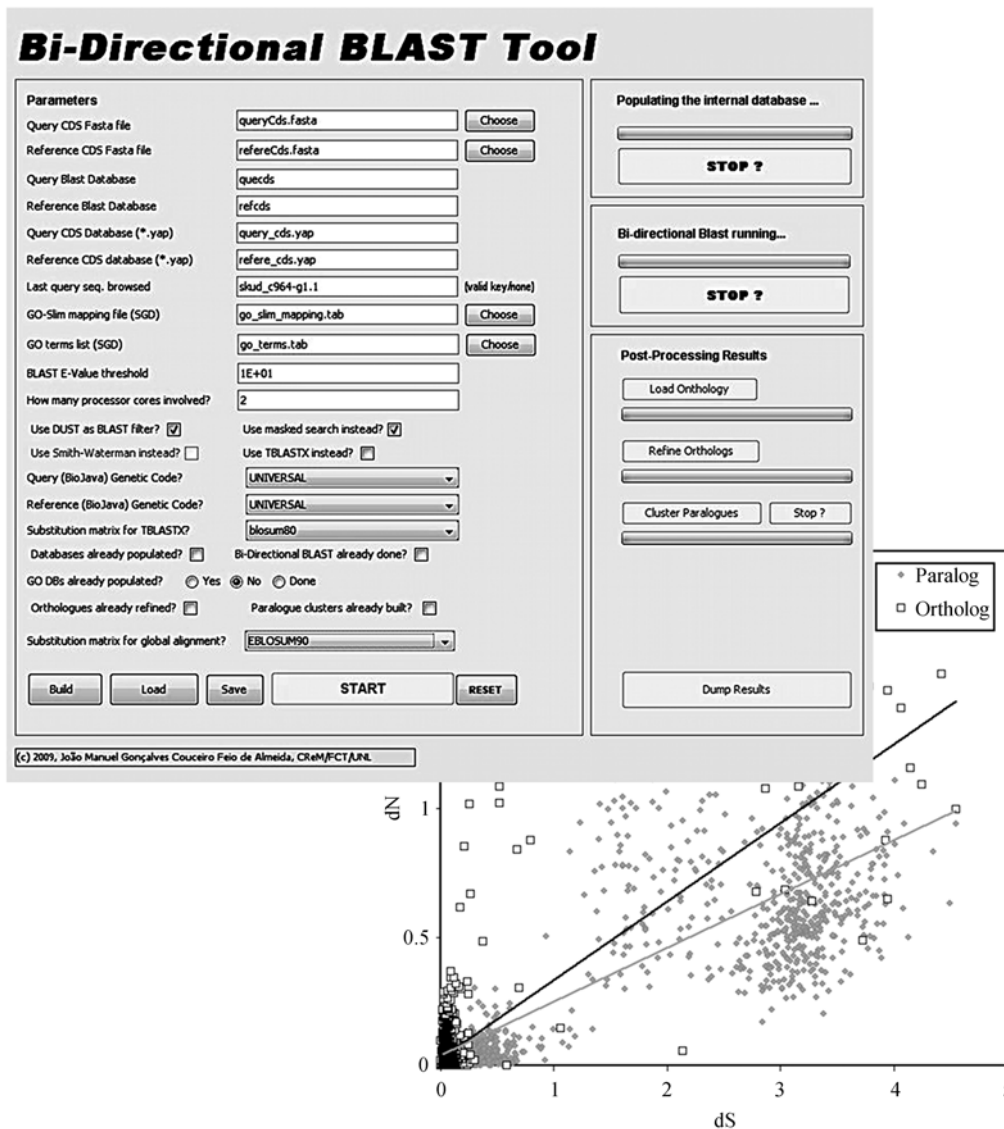 Bi-Directional BLAST Tool
Parameters
Query CDS Fasta file queryCds.fasta Choose
Reference CDS Fasta file refereCds.fasta Choose
Query Blast Database quecds
Reference Blast Database refcds
Query CDS Database (*.yap) query_cds.yap
Reference CDS database (*.yap) refere_cds.yap
Last query seq. browsed skud_c964-g1.1 (valid key/none)
GO-Slim mapping file (SGD) go_slim_mapping.tab Choose
GO terms list (SGD) go_terms.tab Choose
BLAST E-Value threshold 1E+01
How many processor cores involved? 2
Use DUST as BLAST filter? Use masked search instead?
Use Smith-Waterman instead? Use TBLASTX instead?
Query (BioJava) Genetic Code? UNIVERSAL
Reference (BioJava) Genetic Code? UNIVERSAL
Substitution matrix for TBLASTX? blosum80
Databases already populated? Bi-Directional BLAST already done?
GO DBs already populated? Yes No Done
Orthologues already refined? Paralogue clusters already built?
Substitution matrix for global alignment? EBLOSUM90
Build Load Save START RESET
Populating the internal database ...
STOP ?
Bi-directional Blast running...
STOP ?
Post-Processing Results
Load Onthology
Refine Orthologs
Cluster Paralogues Stop ?
Dump Results
(c) 2009, João Manuel Gonçalves Couceiro Feio de Almeida, CReM/FCT/UNL
Paralog
Ortholog
dN
1
0.5
0
0 1 2 3 4
dS